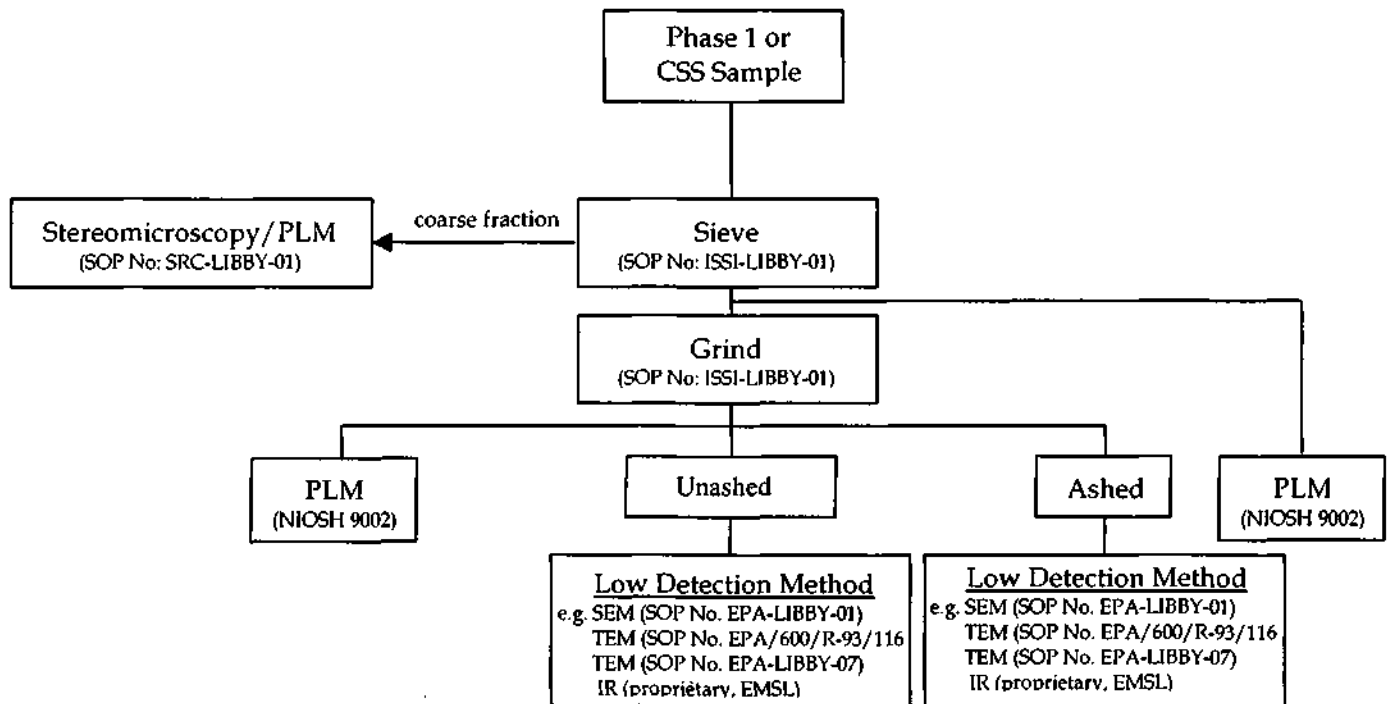 Phase 1 or
CSS Sample
Stereomicroscopy/PLM
(SOP No: SRC-LIBBY-01)
coarse fraction
Sieve
(SOP No: ISSI-LIBBY-01)
Grind
(SOP No: ISSI-LIBBY-01)
PLM
(NIOSH 9002)
Unashed
Ashed
PLM
(NIOSH 9002)
Low Detection Method
e.g. SEM (SOP No. EPA-LIBBY-01)
TEM (SOP No. EPA/600/R-93/116
TEM (SOP No. EPA-LIBBY-07)
IR (proprietary, EMSL)
Low Detection Method
e.g. SEM (SOP No. EPA-LIBBY-01)
TEM (SOP No. EPA/600/R-93/116
TEM (SOP No. EPA-LIBBY-07)
IR (proprietary, EMSL)